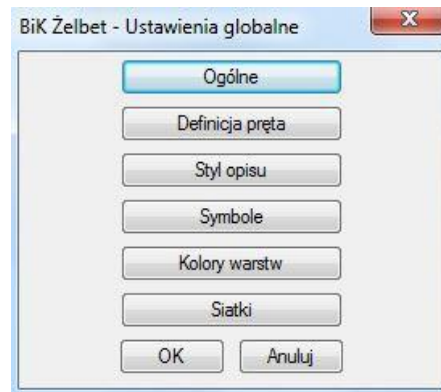 BiK Żelbet - Ustawienia globalne
Ogólne
Definicja pręta
Styl opisu
Symbole
Kolory warstw
Siatki
OK Anuluj